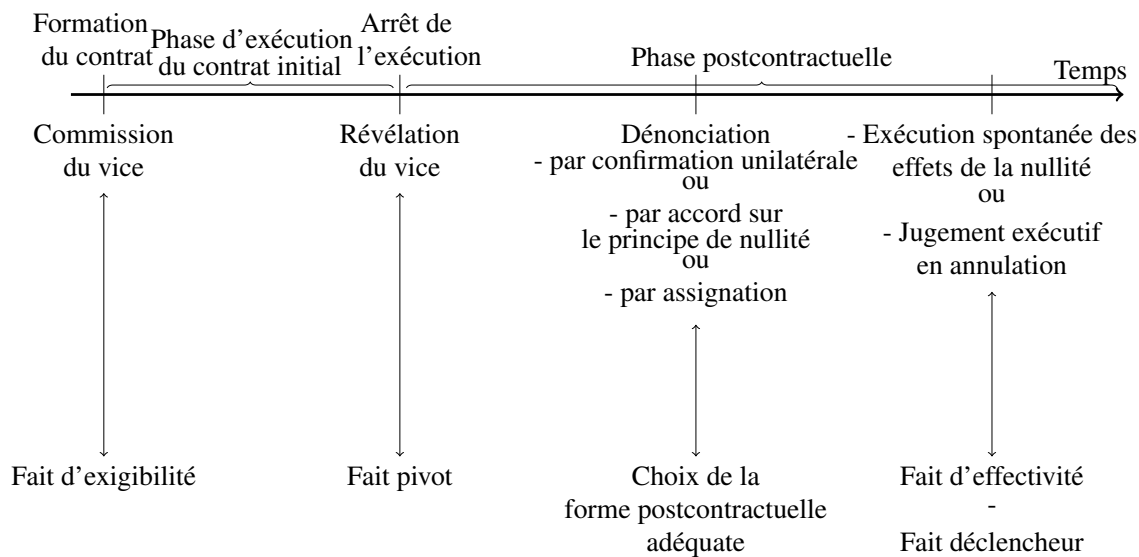 Formation
du contrat
Phase d'exécution
du contrat initial
Arrêt de
l'exécution
Phase postcontractuelle
Temps
Commission
du vice
Révélation
du vice
Dénonciation
- par confirmation unilatérale
ou
- par accord sur
le principe de nullité
ou
- par assignation
- Exécution spontanée des
effets de la nullité
ou
- Jugement exécutif
en annulation
Fait d'exigibilité
Fait pivot
Choix de la
forme postcontractuelle
adéquate
Fait d'effectivité
-
Fait déclencheur